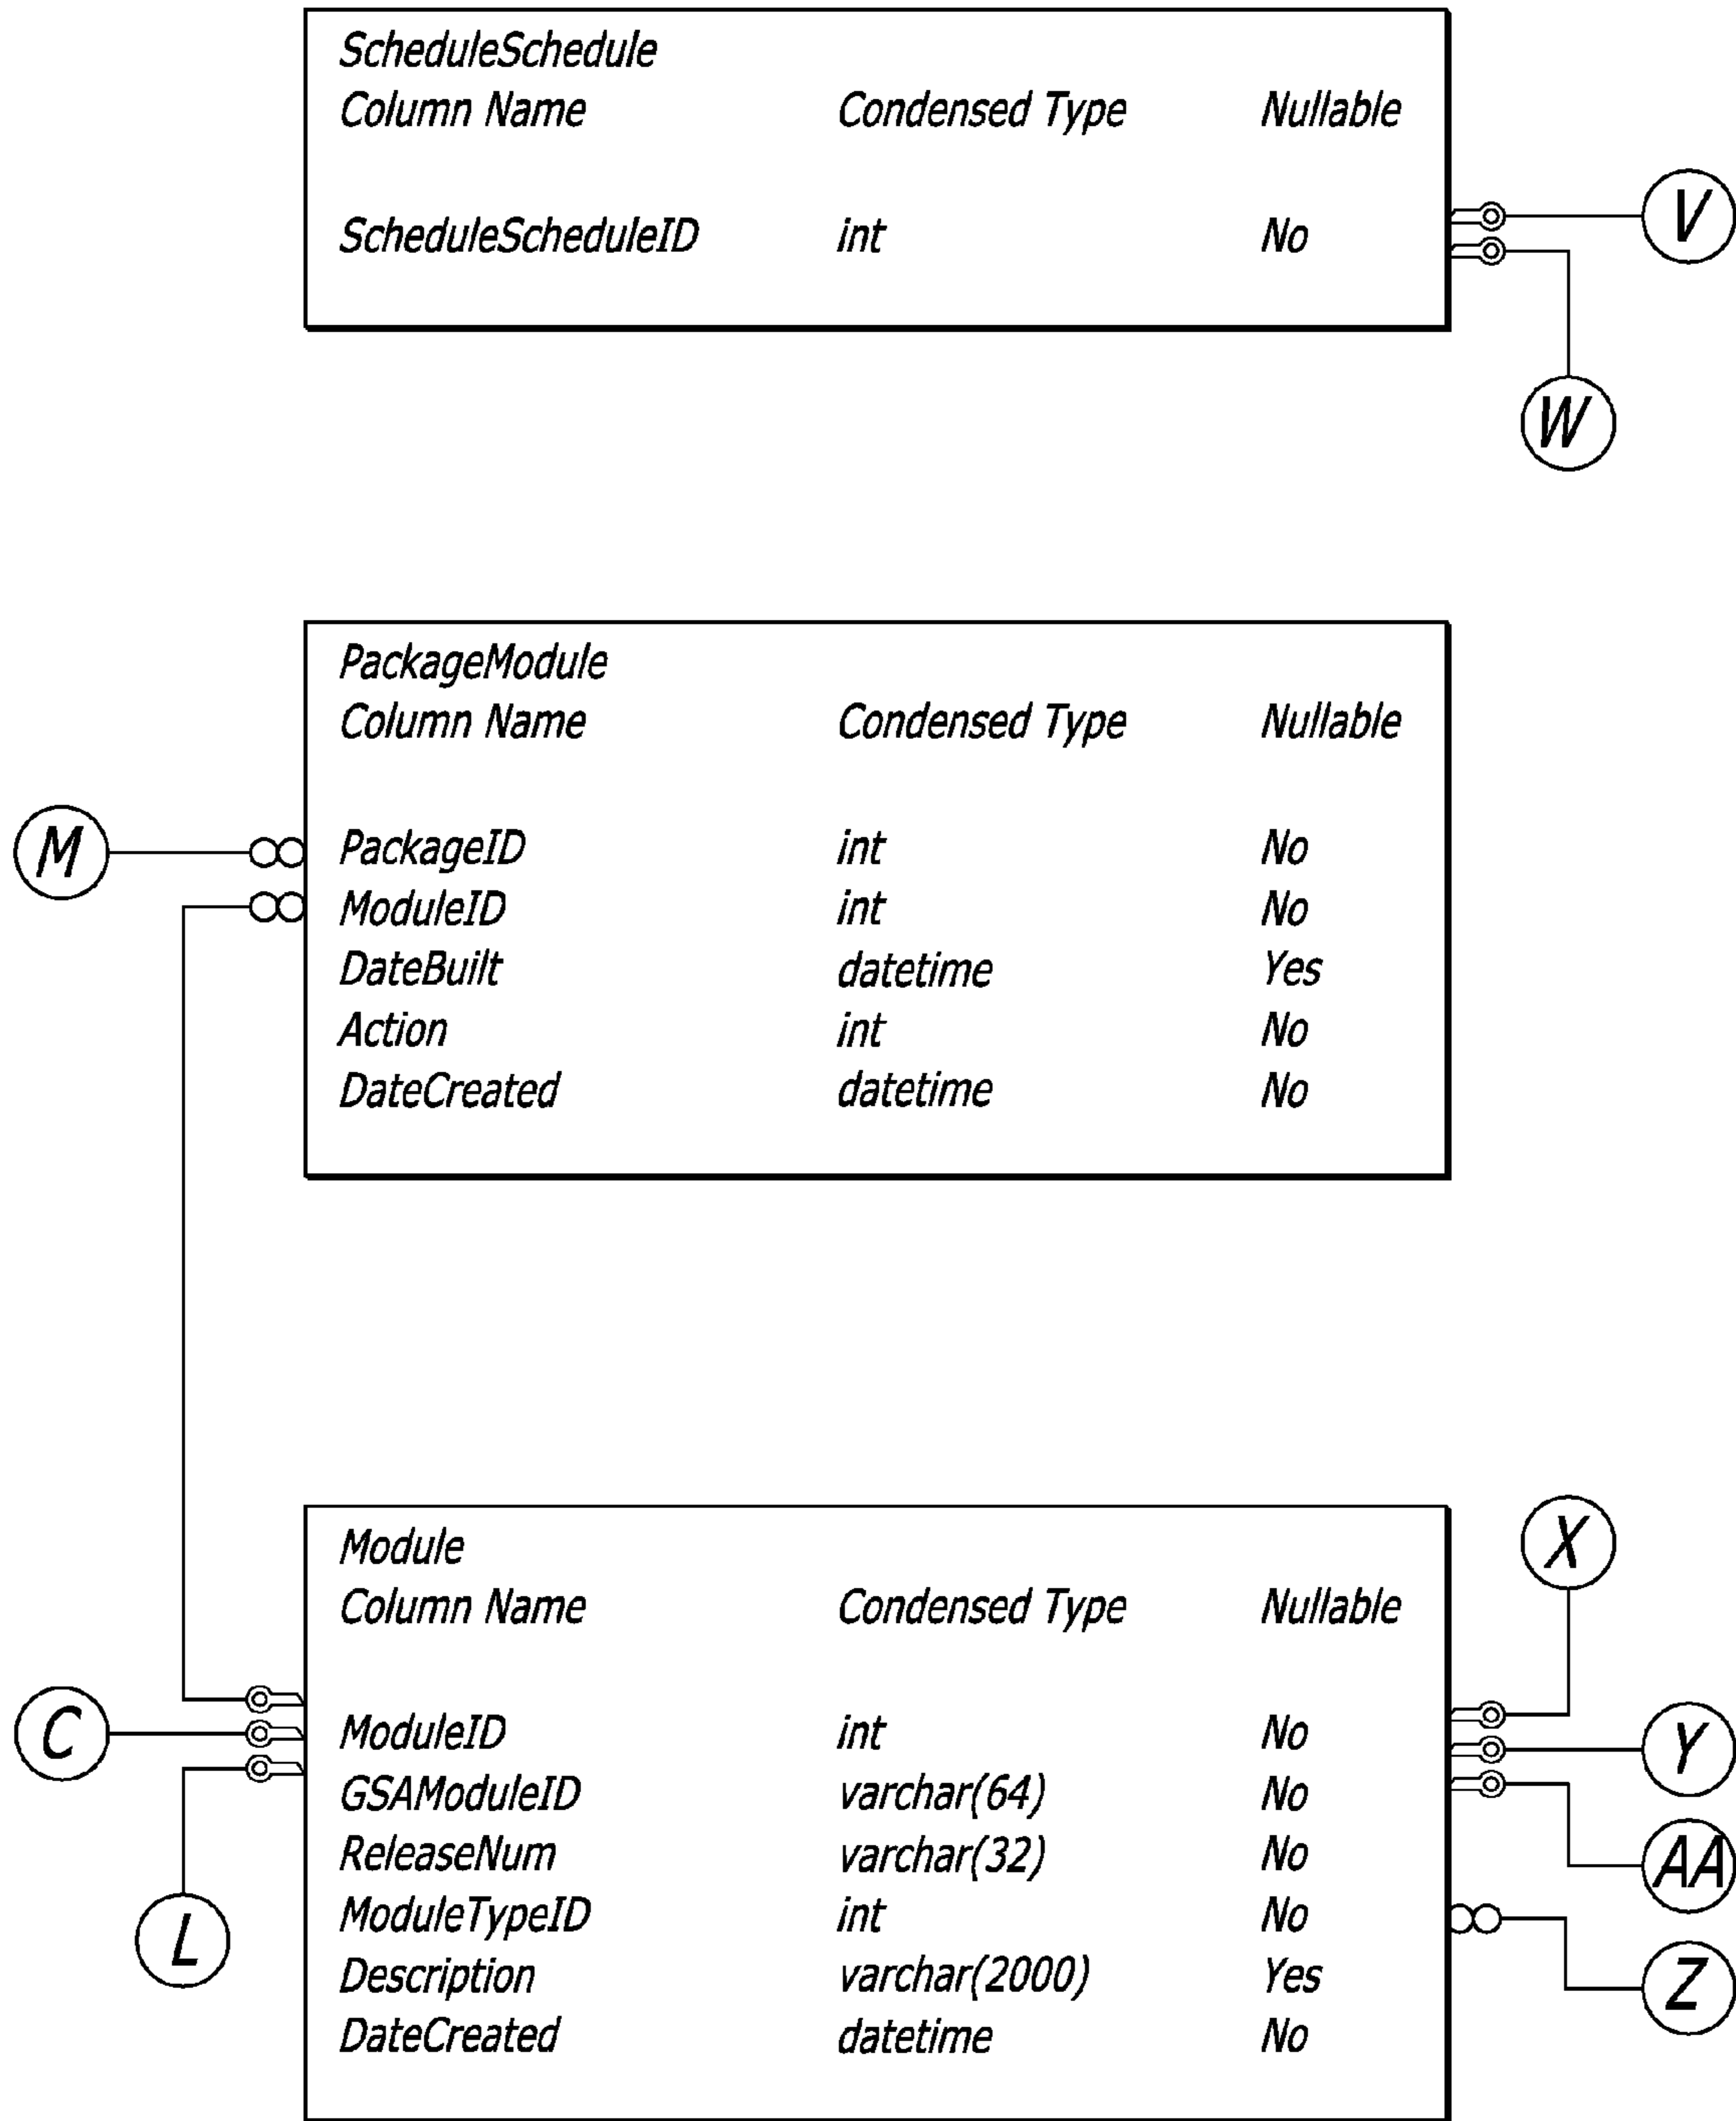 ScheduleSchedule
Column Name Condensed Type Nullable
ScheduleScheduleID int No
V
W
PackageModule
Column Name Condensed Type Nullable
M
PackageID int No
ModuleID int No
DateBuilt datetime Yes
Action int No
DateCreated datetime No
Module
X
Column Name Condensed Type Nullable
C
ModuleID int No
Y
GSAModuleID varchar(64) No
ReleaseNum varchar(32) No
AA
ModuleTypeID int No
L
Description varchar(2000) Yes
Z
DateCreated datetime No